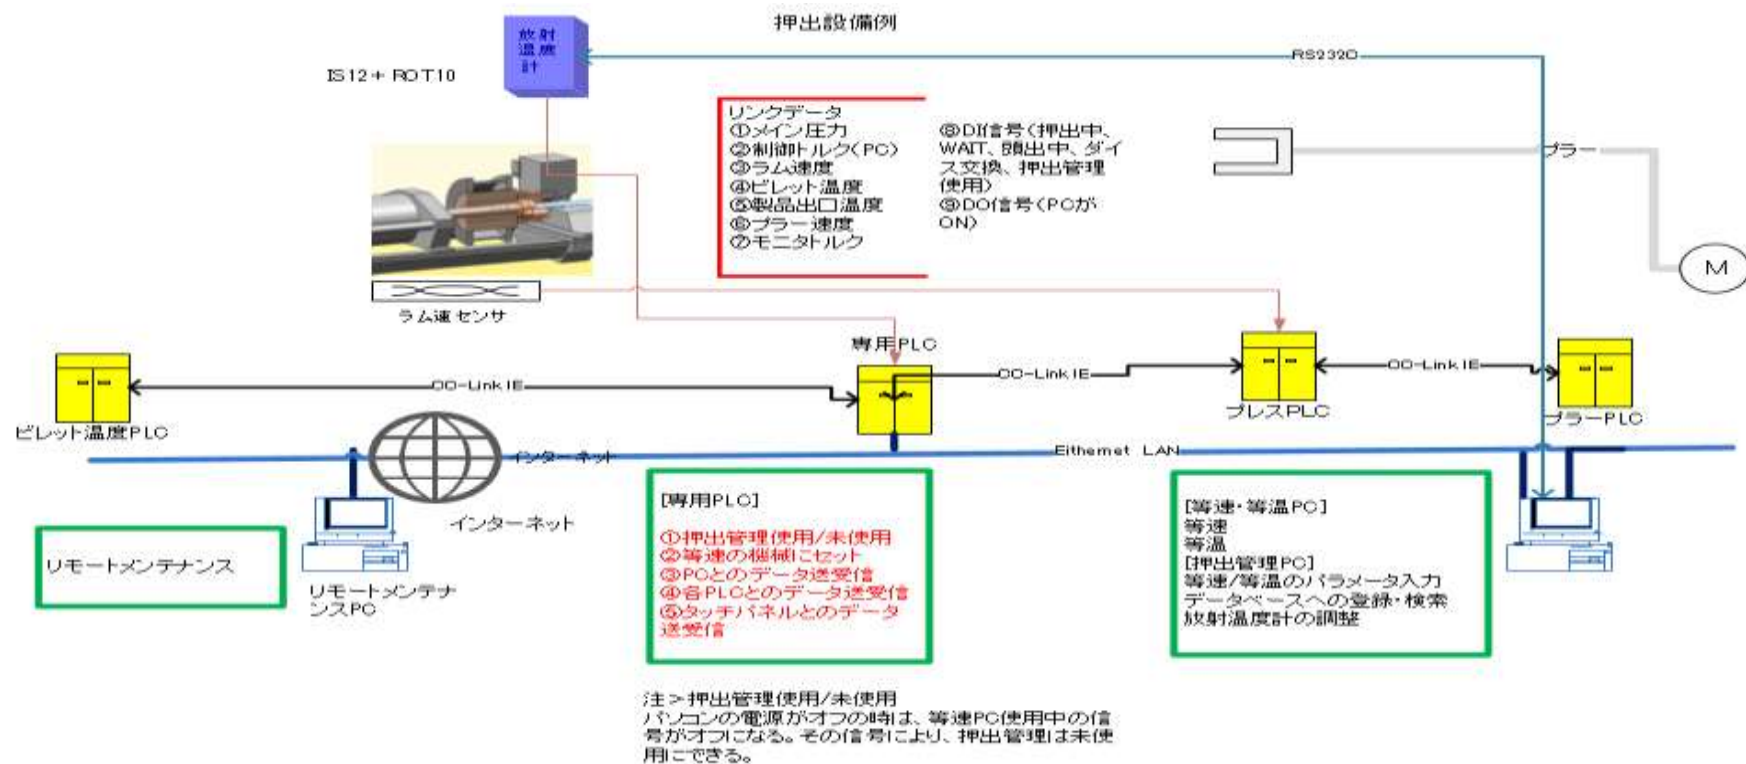 押出設備例
放射
温度
計
RS232C
IS12+ ROT10
リンクデータ
①メイン圧力
②制御トルク(PC)
③ラム速度
④ビレット温度
⑤製品出口温度
⑥プラー速度
⑦モニタトルク
⑧DI信号(押出中、
WAIT、頭出中、ダイ
ス交換、押出管理
使用)
⑨DO信号(PCが
ON)
プラー
M
ラム速センサ
専用PLC
CC-Link IE
CC-Link IE
CC-Link IE
ビレット温度PLC
プレスPLC
プラーPLC
インターネット
Eithernet LAN
インターネット
リモートメンテナンス
リモートメンテナ
ンスPC
[専用PLC]
①押出管理使用/未使用
②等速の機械にセット
③PCとのデータ送受信
④各PLCとのデータ送受信
⑤タッチパネルとのデータ
送受信
[等速・等温PC]
等速
等温
[押出管理PC]
等速/等温のパラメータ入力
データベースへの登録・検索
放射温度計の調整
注>押出管理使用/未使用
パソコンの電源がオフの時は、等速PC使用中の信
号がオフになる。その信号により、押出管理は未使
用にできる。